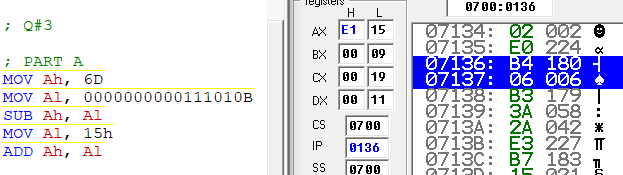 ; Q#3
; PART A
MOV Ah, 6D
MOV Al, 0000000000111010B
SUB Ah, Al
MOV Al, 15h
ADD Ah, Al
registers
H L
AX E1 15
BX 00 09
CX 00 19
DX 00 11
CS 0700
IP 0136
SS 0700
0700:0136
07134: 02 002 ☻
07135: E0 224 α
07136: B4 180 ┤
07137: 06 006 ♠
07138: B3 179 │
07139: 3A 058 :
0713A: 2A 042 *
0713B: E3 227 π
0713C: B7 183 ╖